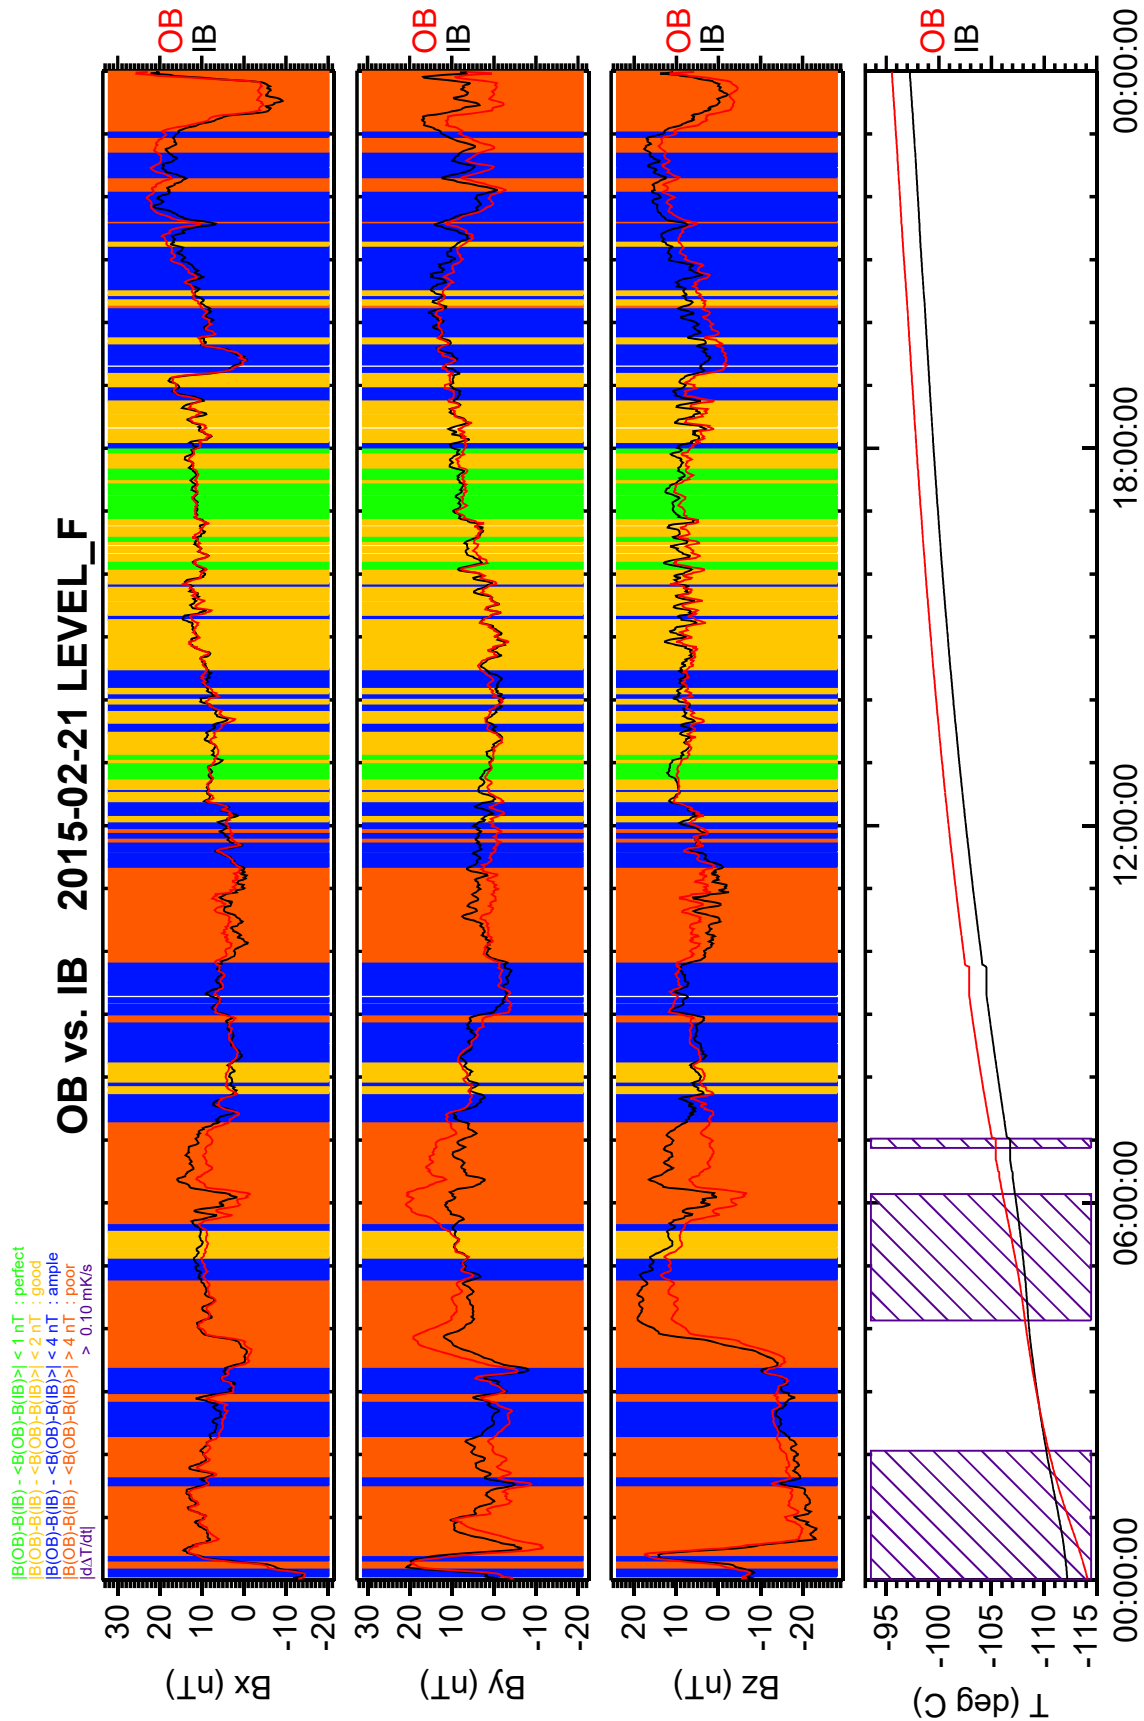 OB vs. IB 2015-02-21 LEVEL_F
|B(OB)-B(IB) - <B(OB)-B(IB)>| < 1 nT : perfect
|B(OB)-B(IB) - <B(OB)-B(IB)>| < 2 nT : good
|B(OB)-B(IB) - <B(OB)-B(IB)>| < 4 nT : ample
|B(OB)-B(IB) - <B(OB)-B(IB)>| > 4 nT : poor
|dΔT/dt| > 0.10 mK/s
Bx (nT)
30
20
10
0
-10
-20
OB
IB
By (nT)
30
20
10
0
-10
-20
OB
IB
Bz (nT)
20
10
0
-10
-20
OB
IB
T (deg C)
-95
-100
-105
-110
-115
OB
IB
00:00:00 06:00:00 12:00:00 18:00:00 00:00:00